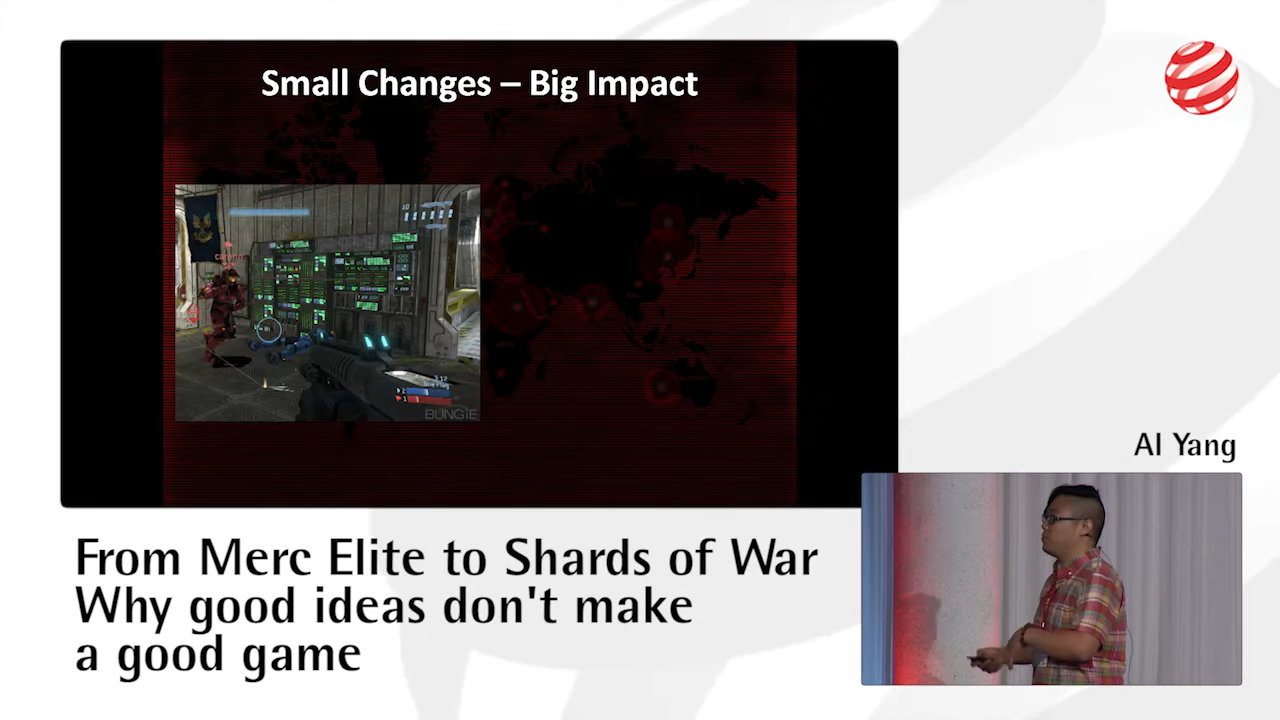 Small Changes – Big Impact
BUNGIE
Al Yang
From Merc Elite to Shards of War
Why good ideas don't make
a good game